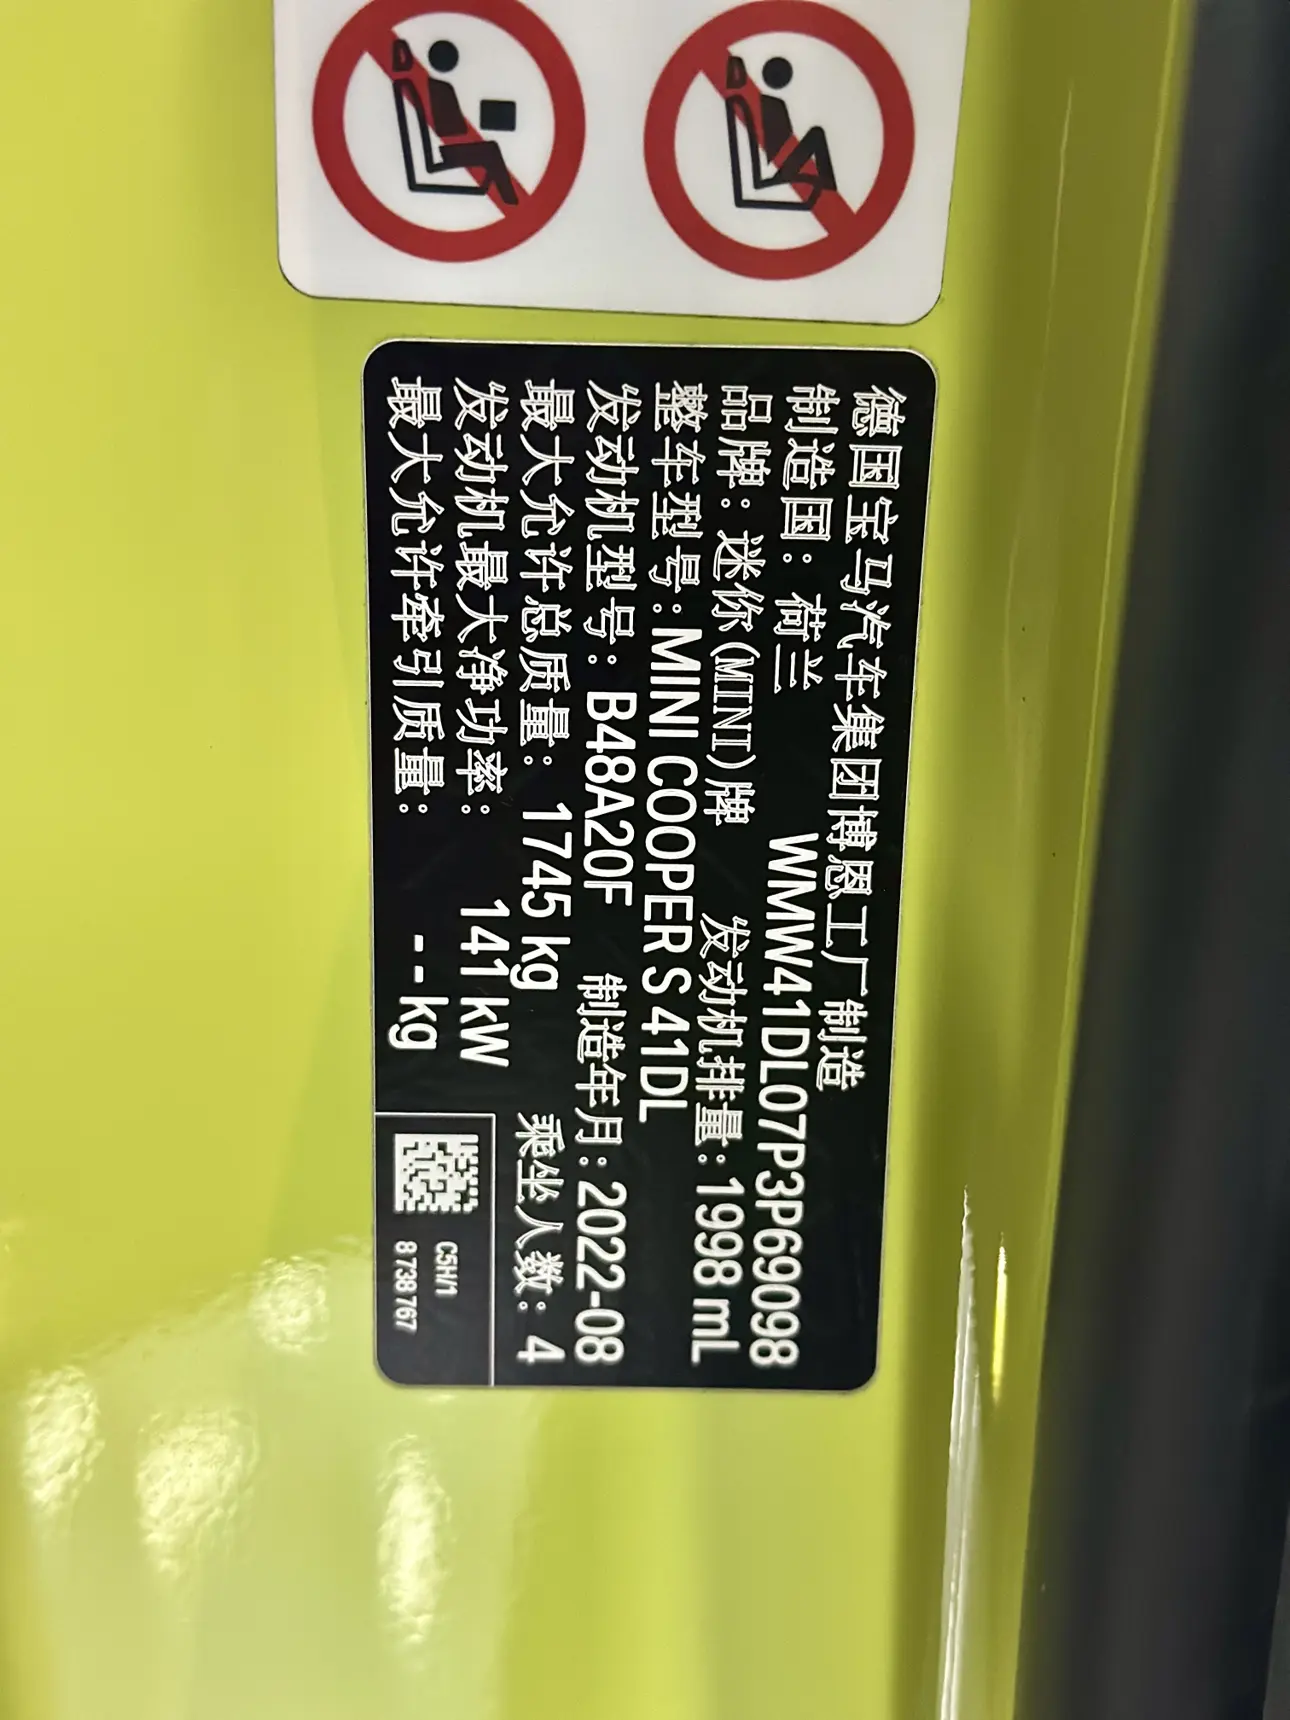 德国宝马汽车集团博恩工厂制造
制造国：荷兰 WMW41DL07P3P69098
品牌：迷你(MINI)牌 发动机排量：1998 mL
整车型号：MINI COOPER S 41DL
发动机型号：B48A20F 制造年月：2022-08
最大允许总质量：1745 kg 乘坐人数：4
发动机最大净功率：141 kW
最大允许牵引质量：-- kg
C5H/1
8 738 767